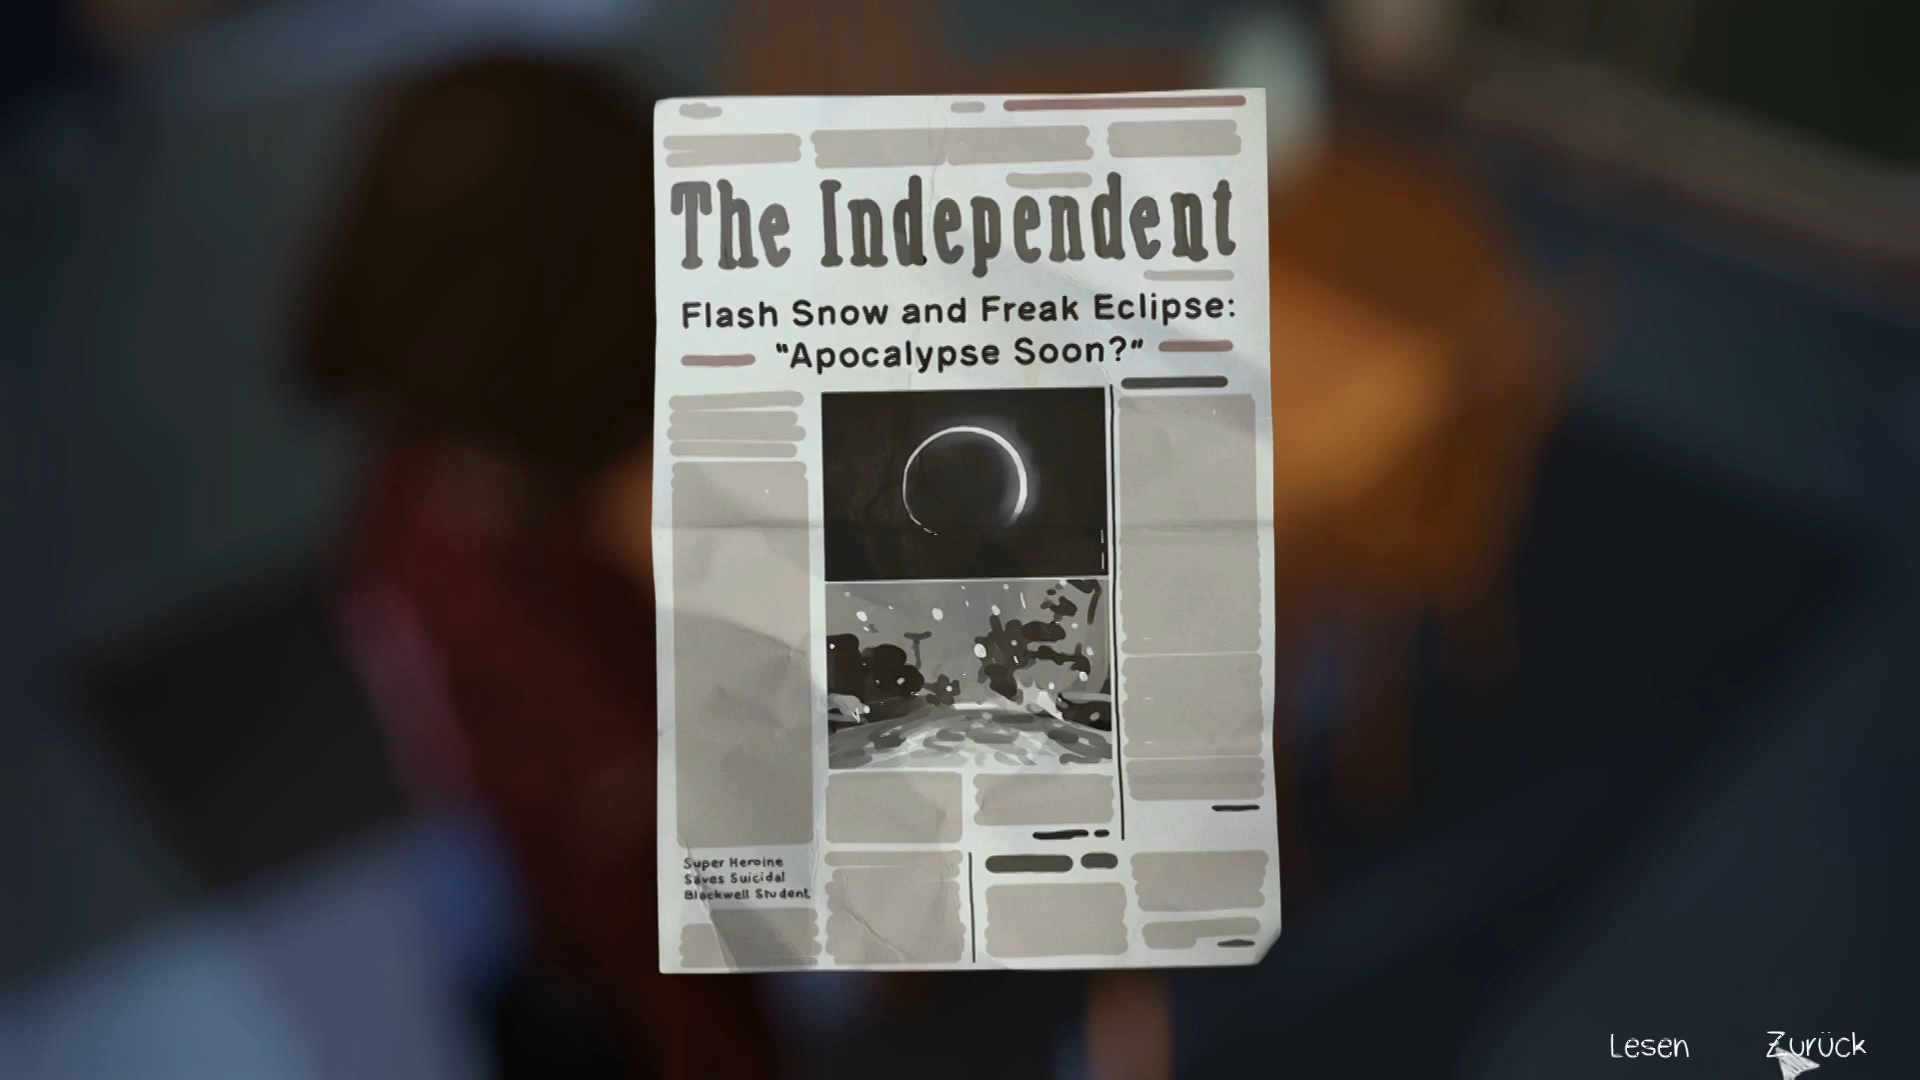 The Independent
Flash Snow and Freak Eclipse:
"Apocalypse Soon?"
Super Heroine
Saves Suicidal
Blackwell Student
Lesen
Zurück